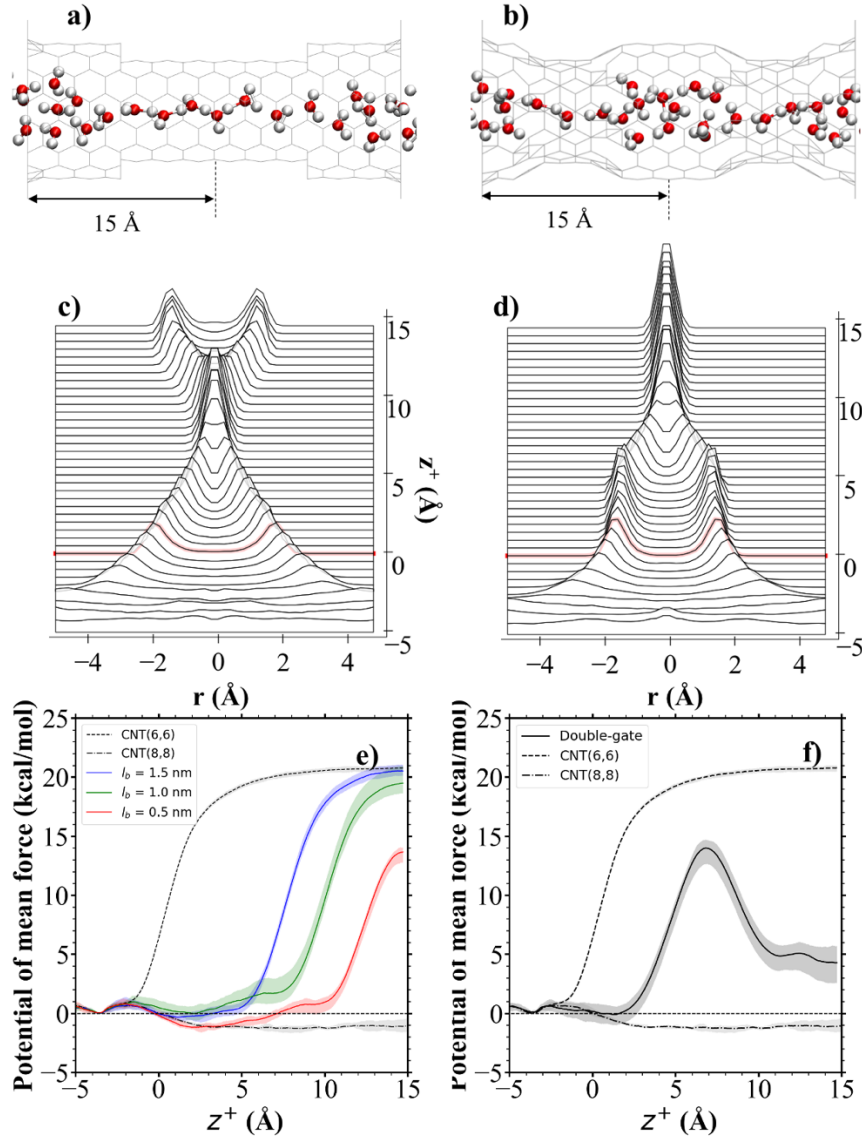 a)
b)
15 Å
15 Å
c)
d)
15
10
5
0
−5
z⁺ (Å)
−4 −2 0 2 4
r (Å)
15
10
5
0
−5
−4 −2 0 2 4
r (Å)
e)
CNT(6,6)
CNT(8,8)
l_b = 1.5 nm
l_b = 1.0 nm
l_b = 0.5 nm
Potential of mean force (kcal/mol)
25
20
15
10
5
0
−5
−5 0 5 10 15
z⁺ (Å)
f)
Double-gate
CNT(6,6)
CNT(8,8)
Potential of mean force (kcal/mol)
25
20
15
10
5
0
−5
−5 0 5 10 15
z⁺ (Å)